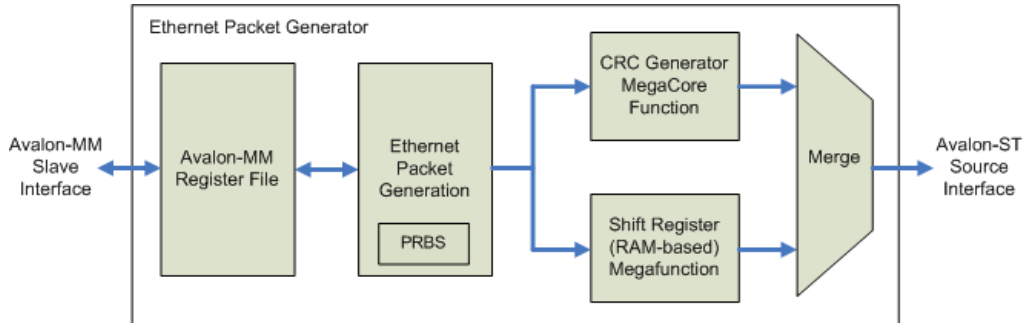 Ethernet Packet Generator
Avalon-MM
Slave
Interface
Avalon-MM
Register File
Ethernet
Packet
Generation
PRBS
CRC Generator
MegaCore
Function
Shift Register
(RAM-based)
Megafunction
Merge
Avalon-ST
Source
Interface